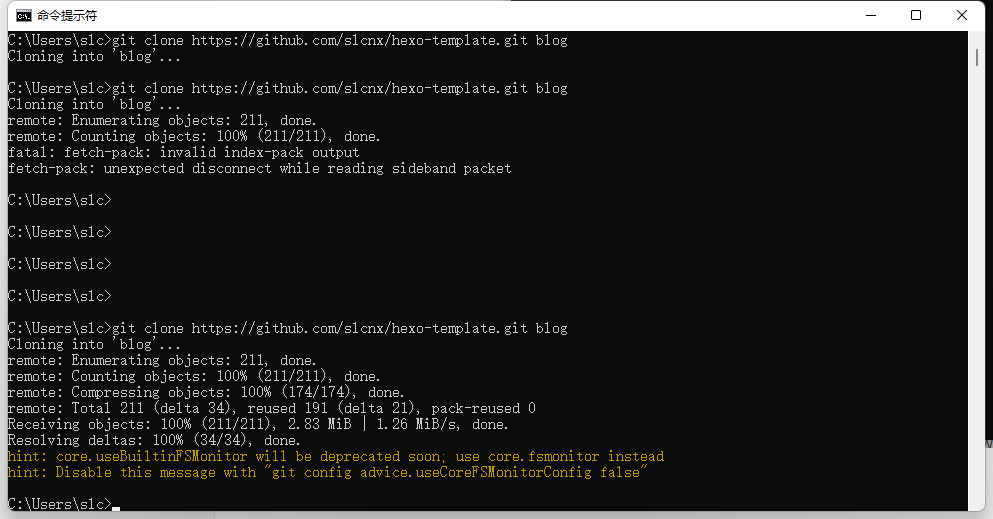 命令提示符
C:\Users\slc>git clone https://github.com/slcnx/hexo-template.git blog
Cloning into 'blog'...
C:\Users\slc>git clone https://github.com/slcnx/hexo-template.git blog
Cloning into 'blog'...
remote: Enumerating objects: 211, done.
remote: Counting objects: 100% (211/211), done.
fatal: fetch-pack: invalid index-pack output
fetch-pack: unexpected disconnect while reading sideband packet
C:\Users\slc>
C:\Users\slc>
C:\Users\slc>
C:\Users\slc>
C:\Users\slc>git clone https://github.com/slcnx/hexo-template.git blog
Cloning into 'blog'...
remote: Enumerating objects: 211, done.
remote: Counting objects: 100% (211/211), done.
remote: Compressing objects: 100% (174/174), done.
remote: Total 211 (delta 34), reused 191 (delta 21), pack-reused 0
Receiving objects: 100% (211/211), 2.83 MiB | 1.26 MiB/s, done.
Resolving deltas: 100% (34/34), done.
hint: core.useBuiltinFSMonitor will be deprecated soon; use core.fsmonitor instead
hint: Disable this message with "git config advice.useCoreFSMonitorConfig false"
C:\Users\slc>